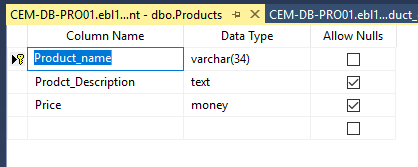 CEM-DB-PRO01.ebl1...nt - dbo.Products CEM-DB-PRO01.ebl1...duct_
Column Name Data Type Allow Nulls
Product_name varchar(34)
Prodct_Description text
Price money